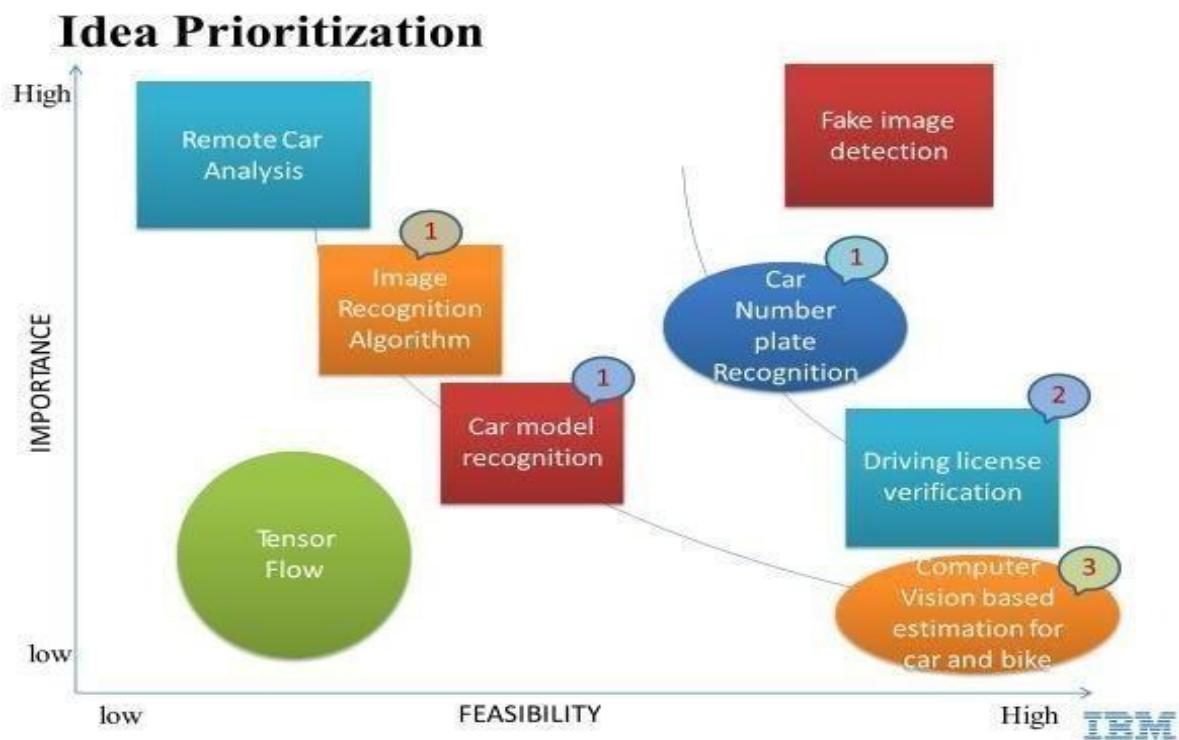 Idea Prioritization
High
Remote Car
Analysis
Fake image
detection
1
Image
Recognition
Algorithm
1
Car
Number
plate
Recognition
IMPORTANCE
1
Car model
recognition
2
Driving license
verification
Tensor
Flow
3
Computer
Vision based
estimation for
car and bike
low
low
FEASIBILITY
High
IBM